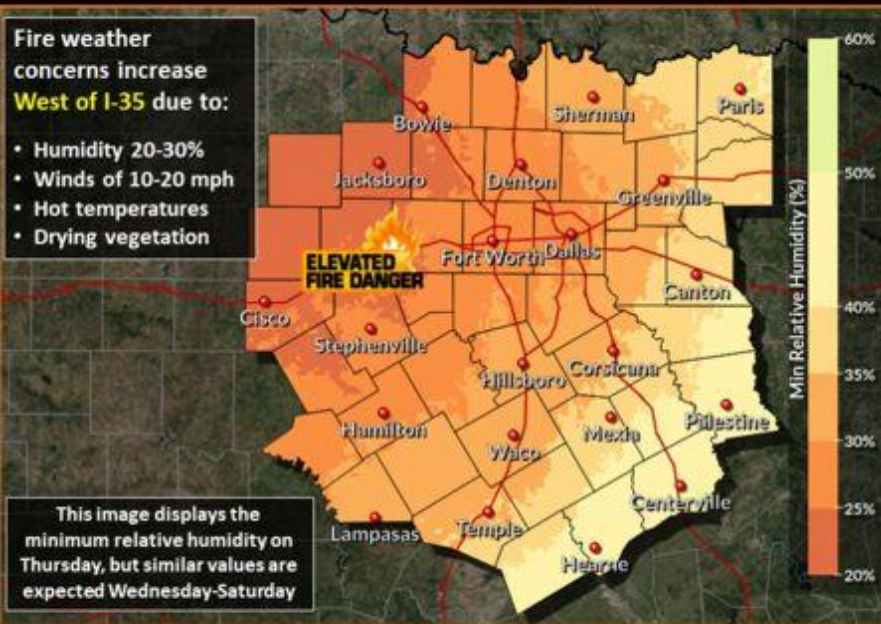 Fire weather
concerns increase
West of I-35 due to:
• Humidity 20-30%
• Winds of 10-20 mph
• Hot temperatures
• Drying vegetation
Bowie
Sherman
Paris
Jacksboro
Denton
Greenville
ELEVATED
FIRE DANGER
Fort Worth
Dallas
Canton
Cisco
Stephenville
Hillsboro
Corsicana
Hamilton
Waco
Mexia
Palestine
Lampasas
Temple
Centerville
Hearne
This image displays the
minimum relative humidity on
Thursday, but similar values are
expected Wednesday-Saturday
Min Relative Humidity (%)
60%
50%
40%
35%
30%
25%
20%